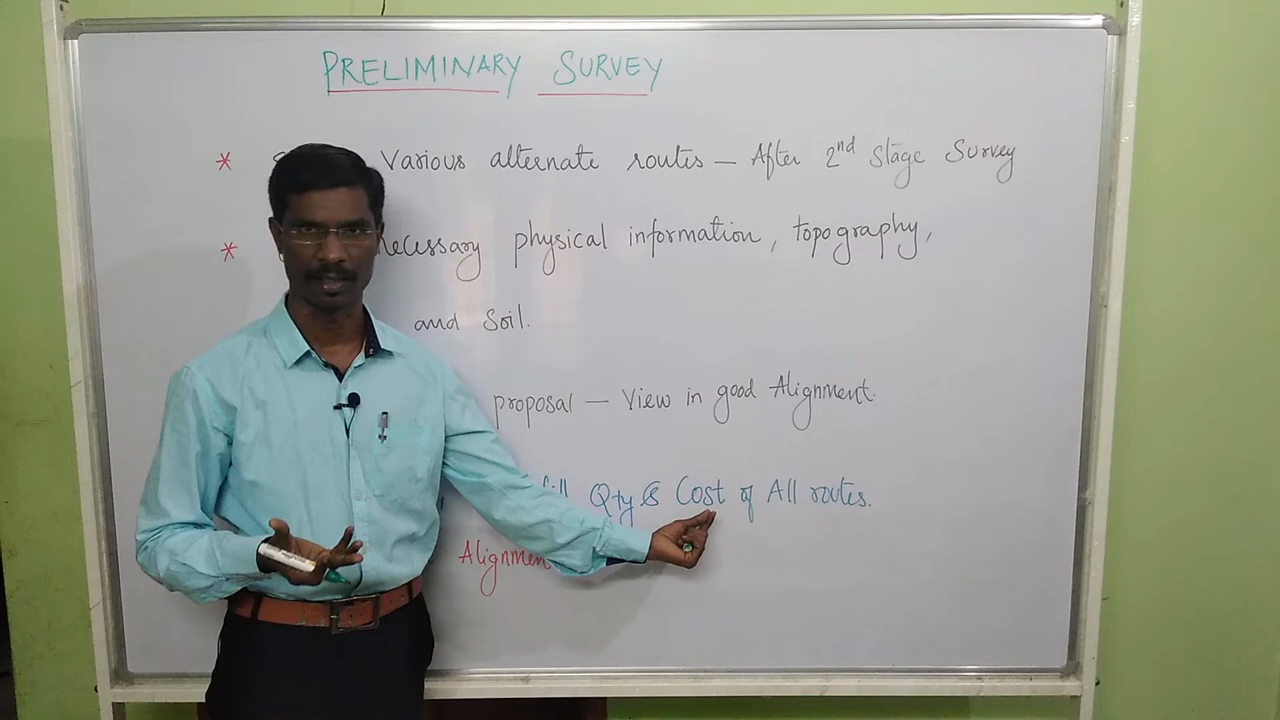 PRELIMINARY SURVEY
* Various alternate routes — After 2nd Stage Survey
* necessary physical information, topography,
and Soil.
proposal — View in good Alignment.
Qty & Cost of All routes.